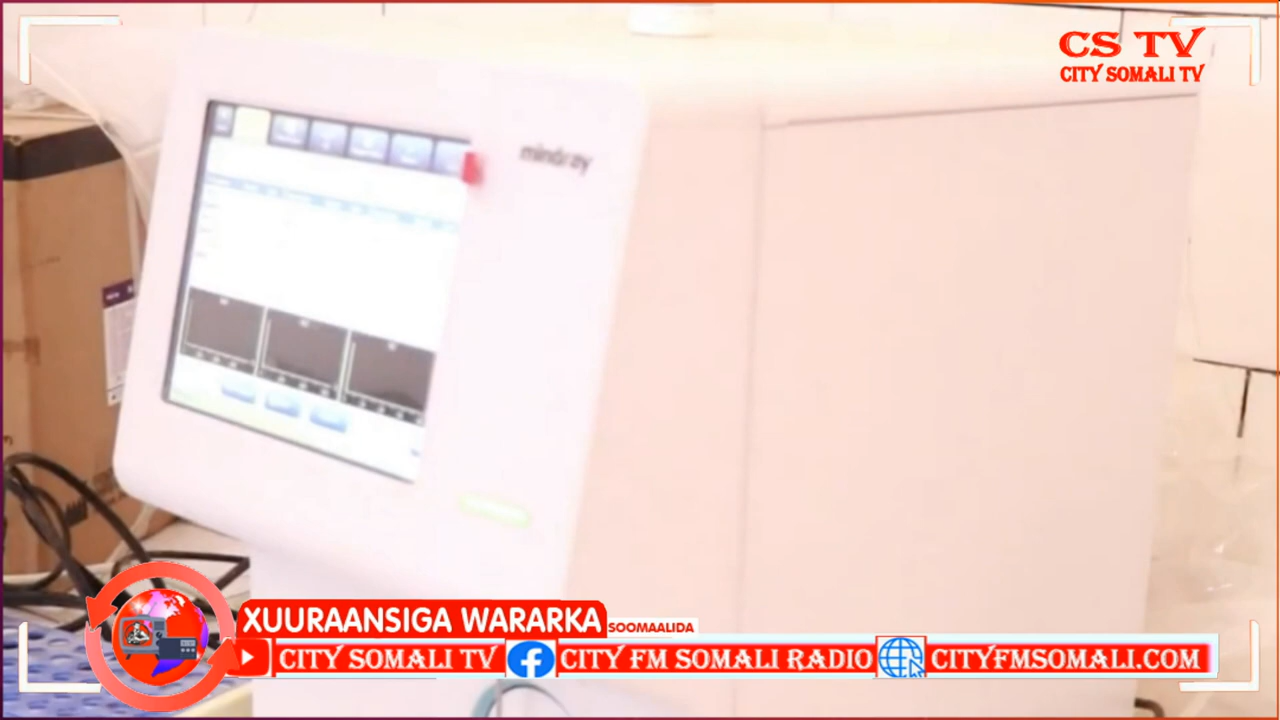 CS TV
CITY SOMALI TV
mindray
XUURAANSIGA WARARKA
SOOMAALIDA
CITY SOMALI TV
CITY FM SOMALI RADIO
CITYFMSOMALI.COM